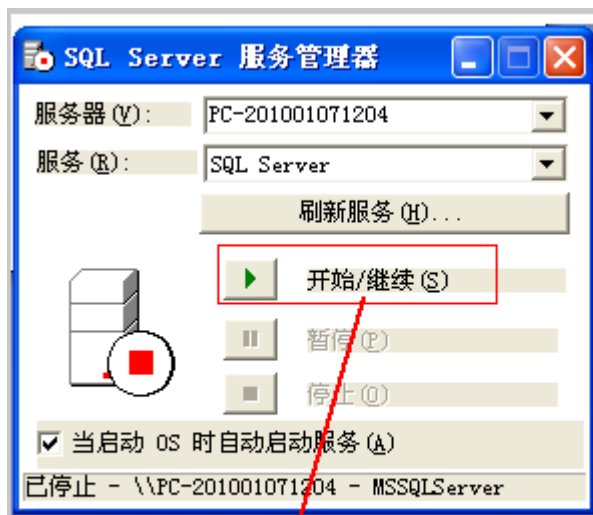 SQL Server 服务管理器
服务器(V): PC-201001071204
服务(R): SQL Server
刷新服务(H)...
开始/继续(S)
暂停(P)
停止(O)
当启动 OS 时自动启动服务(A)
已停止 - \\PC-201001071204 - MSSQLServer